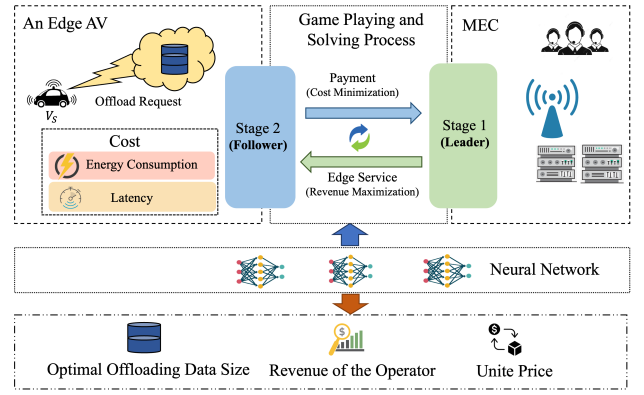 An Edge AV
Game Playing and
Solving Process
MEC
Offload Request
V_S
Cost
Energy Consumption
Latency
Stage 2
(Follower)
Payment
(Cost Minimization)
Edge Service
(Revenue Maximization)
Stage 1
(Leader)
Neural Network
Optimal Offloading Data Size
Revenue of the Operator
Unite Price